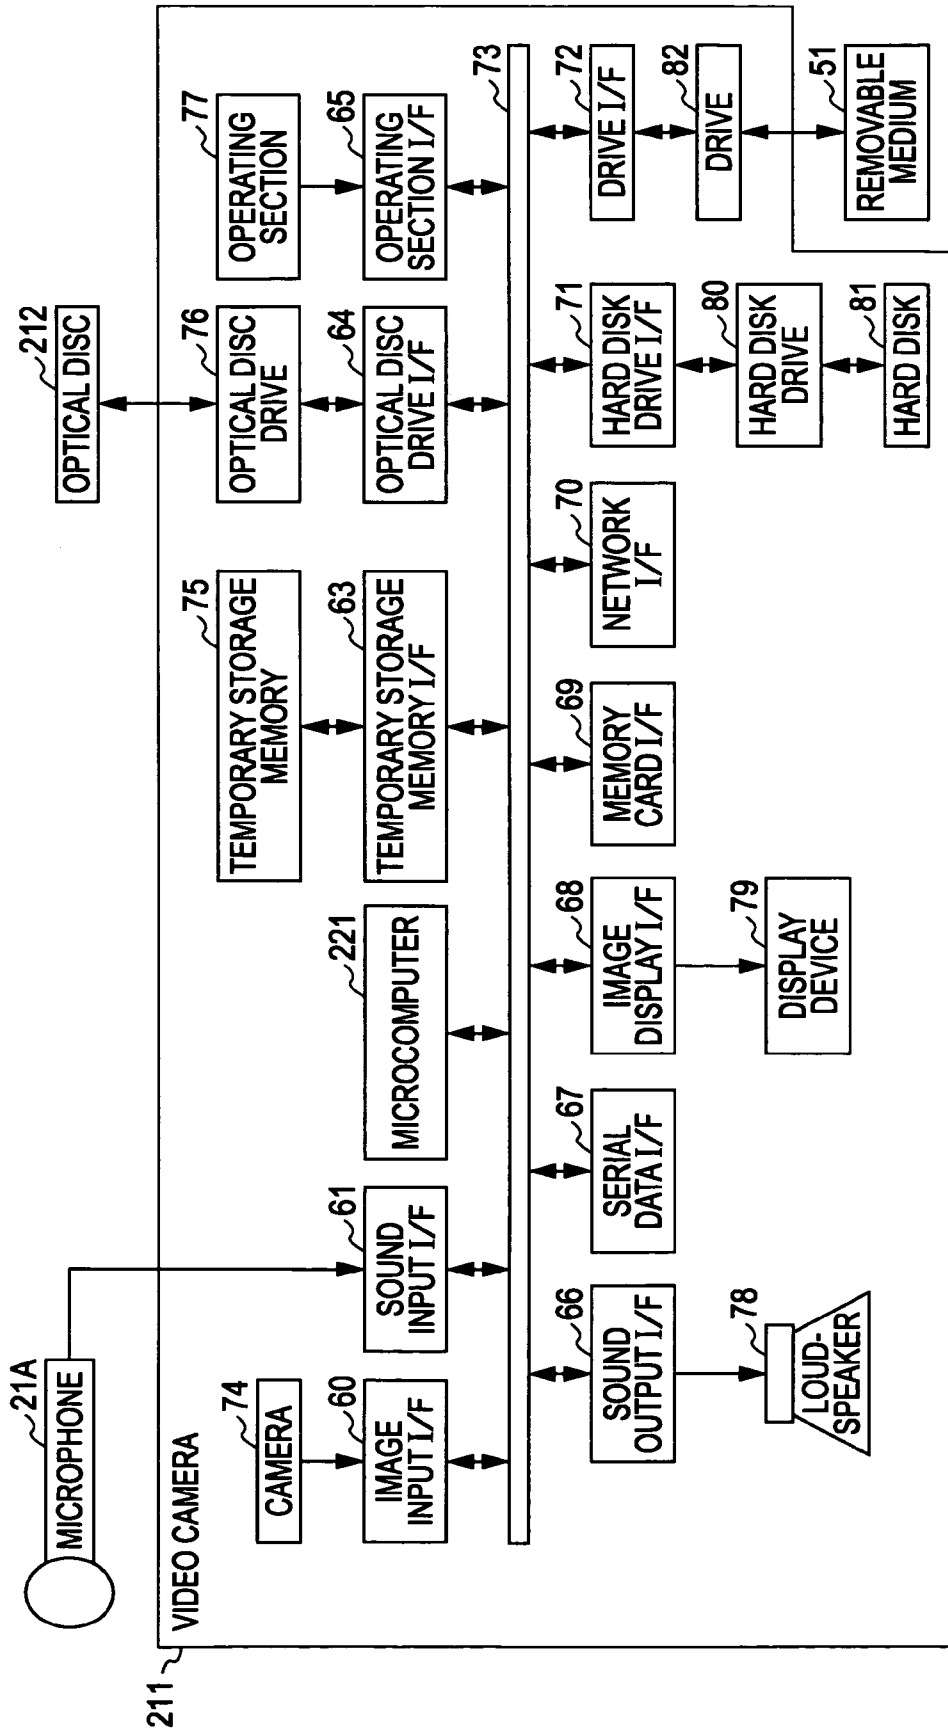 21A
MICROPHONE
212
OPTICAL DISC
211
VIDEO CAMERA
74
CAMERA
60
IMAGE
INPUT I/F
61
SOUND
INPUT I/F
221
MICROCOMPUTER
75
TEMPORARY STORAGE
MEMORY
63
TEMPORARY STORAGE
MEMORY I/F
76
OPTICAL DISC
DRIVE
64
OPTICAL DISC
DRIVE I/F
77
OPERATING
SECTION
65
OPERATING
SECTION I/F
73
66
SOUND
OUTPUT I/F
78
LOUD-
SPEAKER
67
SERIAL
DATA I/F
68
IMAGE
DISPLAY I/F
79
DISPLAY
DEVICE
69
MEMORY
CARD I/F
70
NETWORK
I/F
71
HARD DISK
DRIVE I/F
80
HARD DISK
DRIVE
81
HARD DISK
72
DRIVE I/F
82
DRIVE
51
REMOVABLE
MEDIUM